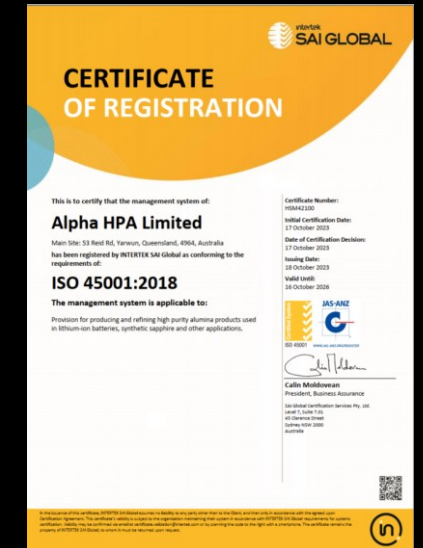 intertek
SAI GLOBAL
CERTIFICATE
OF REGISTRATION
This is to certify that the management system of:
Alpha HPA Limited
Main Site: 53 Reid Rd, Yarwun, Queensland, 4964, Australia
has been registered by INTERTEK SAI Global as conforming to the
requirements of:
ISO 45001:2018
The management system is applicable to:
Provision for producing and refining high purity alumina products used
in lithium-ion batteries, synthetic sapphire and other applications.
Certificate Number:
HSM42100
Initial Certification Date:
17 October 2023
Date of Certification Decision:
17 October 2023
Issuing Date:
18 October 2023
Valid Until:
16 October 2026
JAS-ANZ
ISO 45001
Calin Moldovean
President, Business Assurance
SAI Global Certification Services Pty. Ltd.
Level 7, Suite 7.01
45 Clarence Street
Sydney NSW 2000
Australia
in